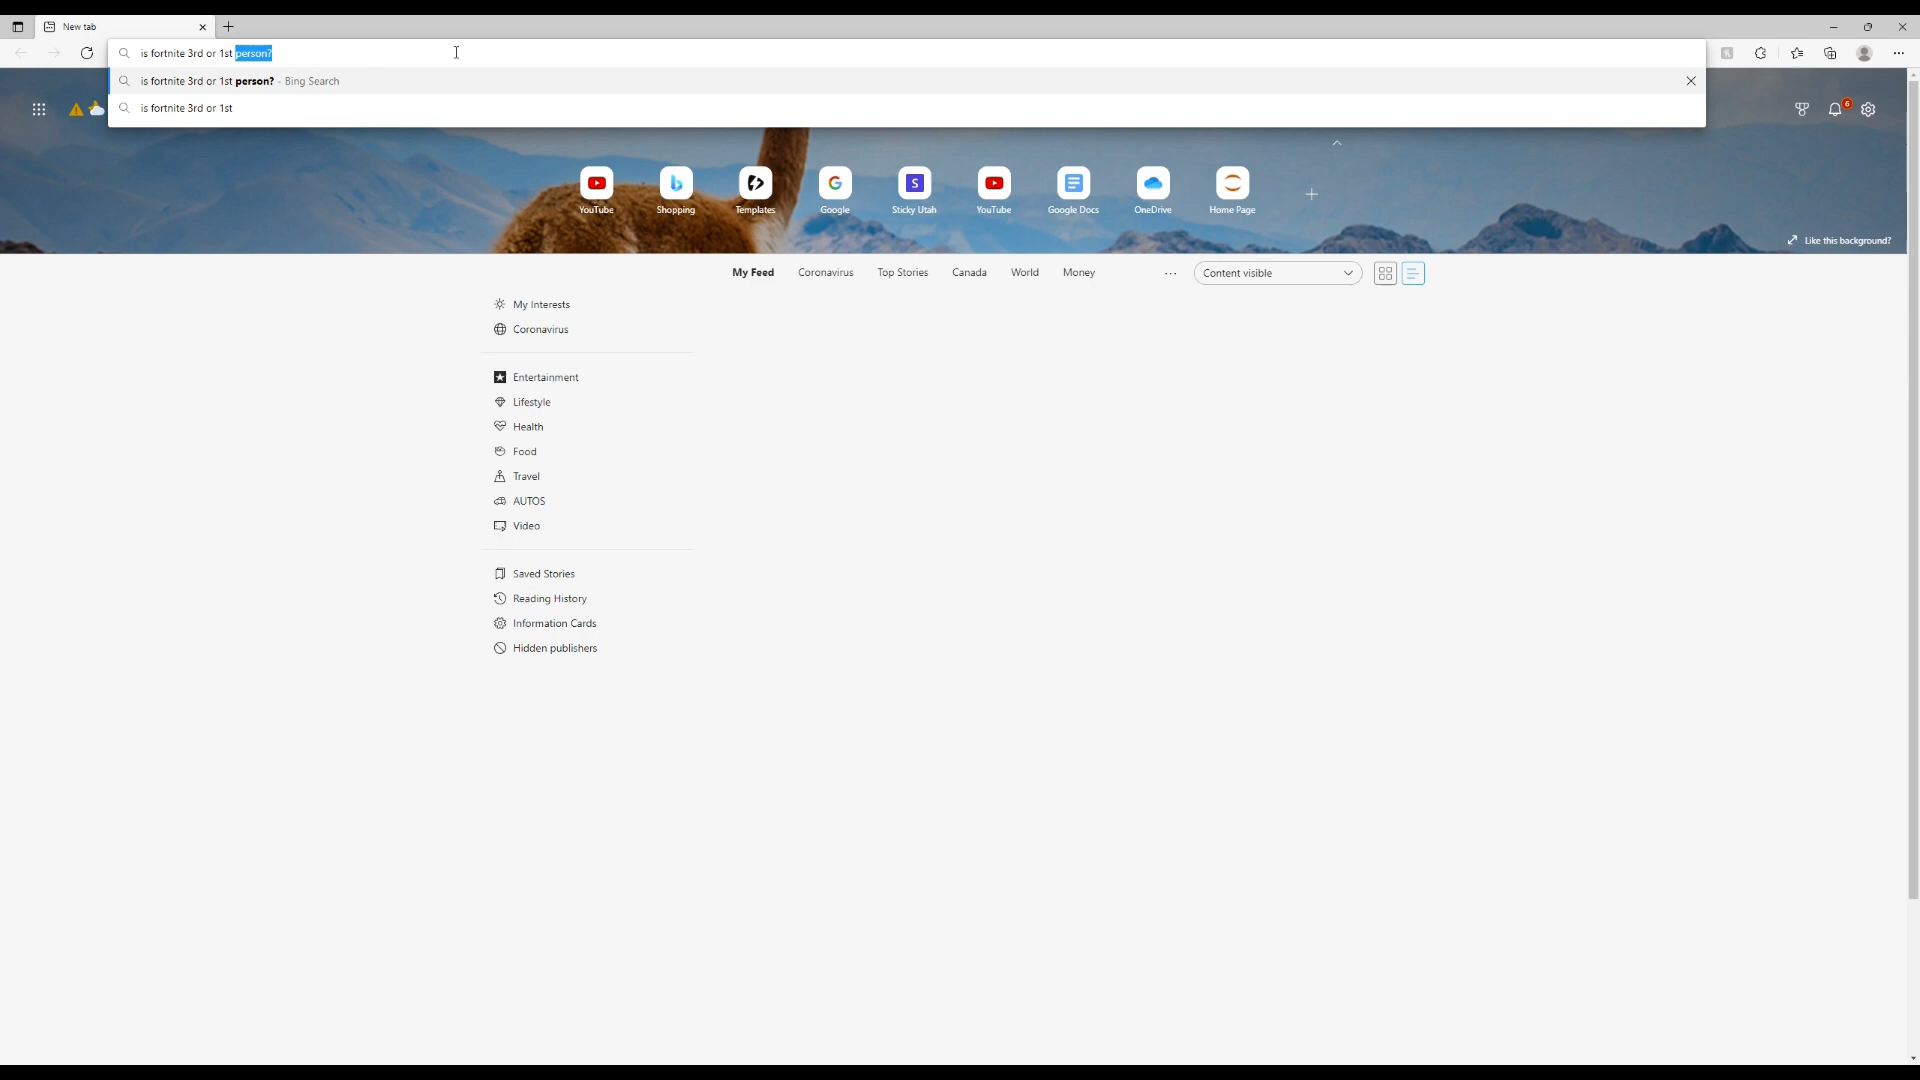 New tab
is fortnite 3rd or 1st person?
is fortnite 3rd or 1st person? - Bing Search
is fortnite 3rd or 1st
6
YouTube
Shopping
Templates
Google
Sticky Utah
YouTube
Google Docs
OneDrive
Home Page
Like this background?
My Feed Coronavirus Top Stories Canada World Money ... Content visible
My Interests
Coronavirus
Entertainment
Lifestyle
Health
Food
Travel
AUTOS
Video
Saved Stories
Reading History
Information Cards
Hidden publishers